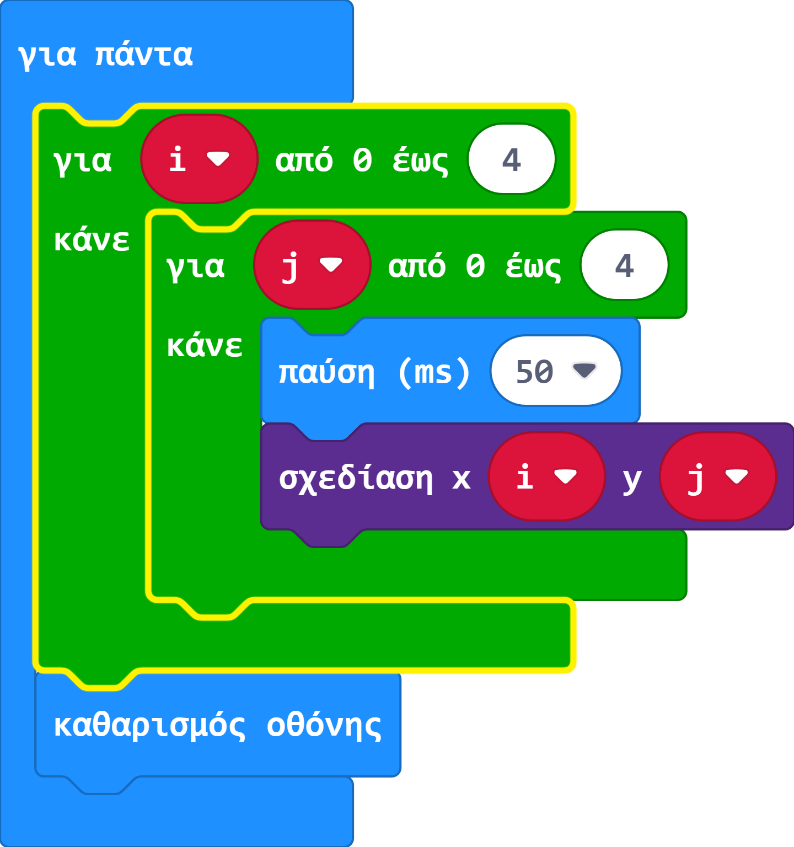 για πάντα
για i από 0 έως 4
κάνε
για j από 0 έως 4
κάνε
παύση (ms) 50
σχεδίαση x i y j
καθαρισμός οθόνης